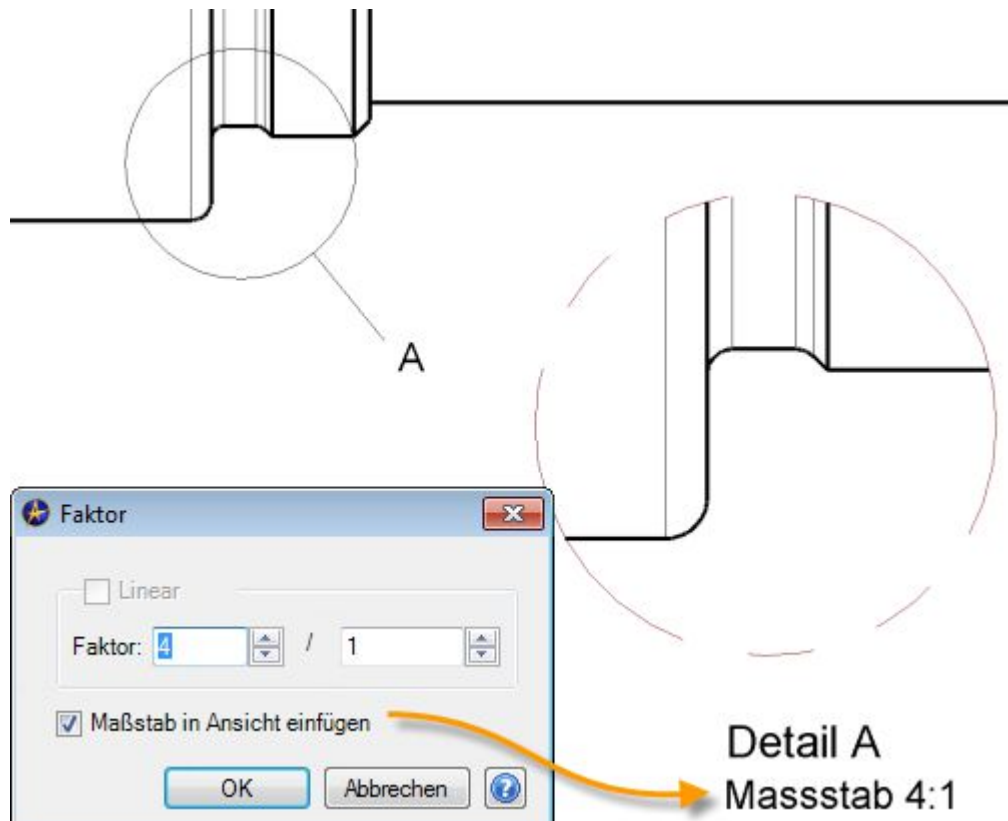 A
Faktor
Linear
Faktor: 4 / 1
Maßstab in Ansicht einfügen
OK Abbrechen ?
Detail A
Massstab 4:1